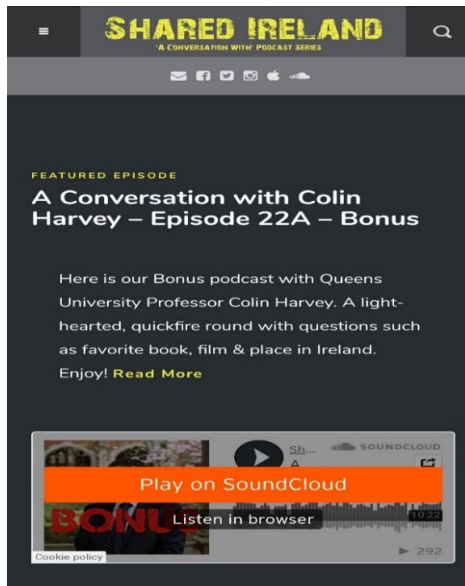 SHARED IRELAND
'A CONVERSATION WITH' PODCAST SERIES
FEATURED EPISODE
A Conversation with Colin
Harvey – Episode 22A – Bonus
Here is our Bonus podcast with Queens
University Professor Colin Harvey. A light-
hearted, quickfire round with questions such
as favorite book, film & place in Ireland.
Enjoy! Read More
Sh... SOUNDCLOUD
A
Play on SoundCloud
BONUS
Listen in browser
10:22
Cookie policy
292